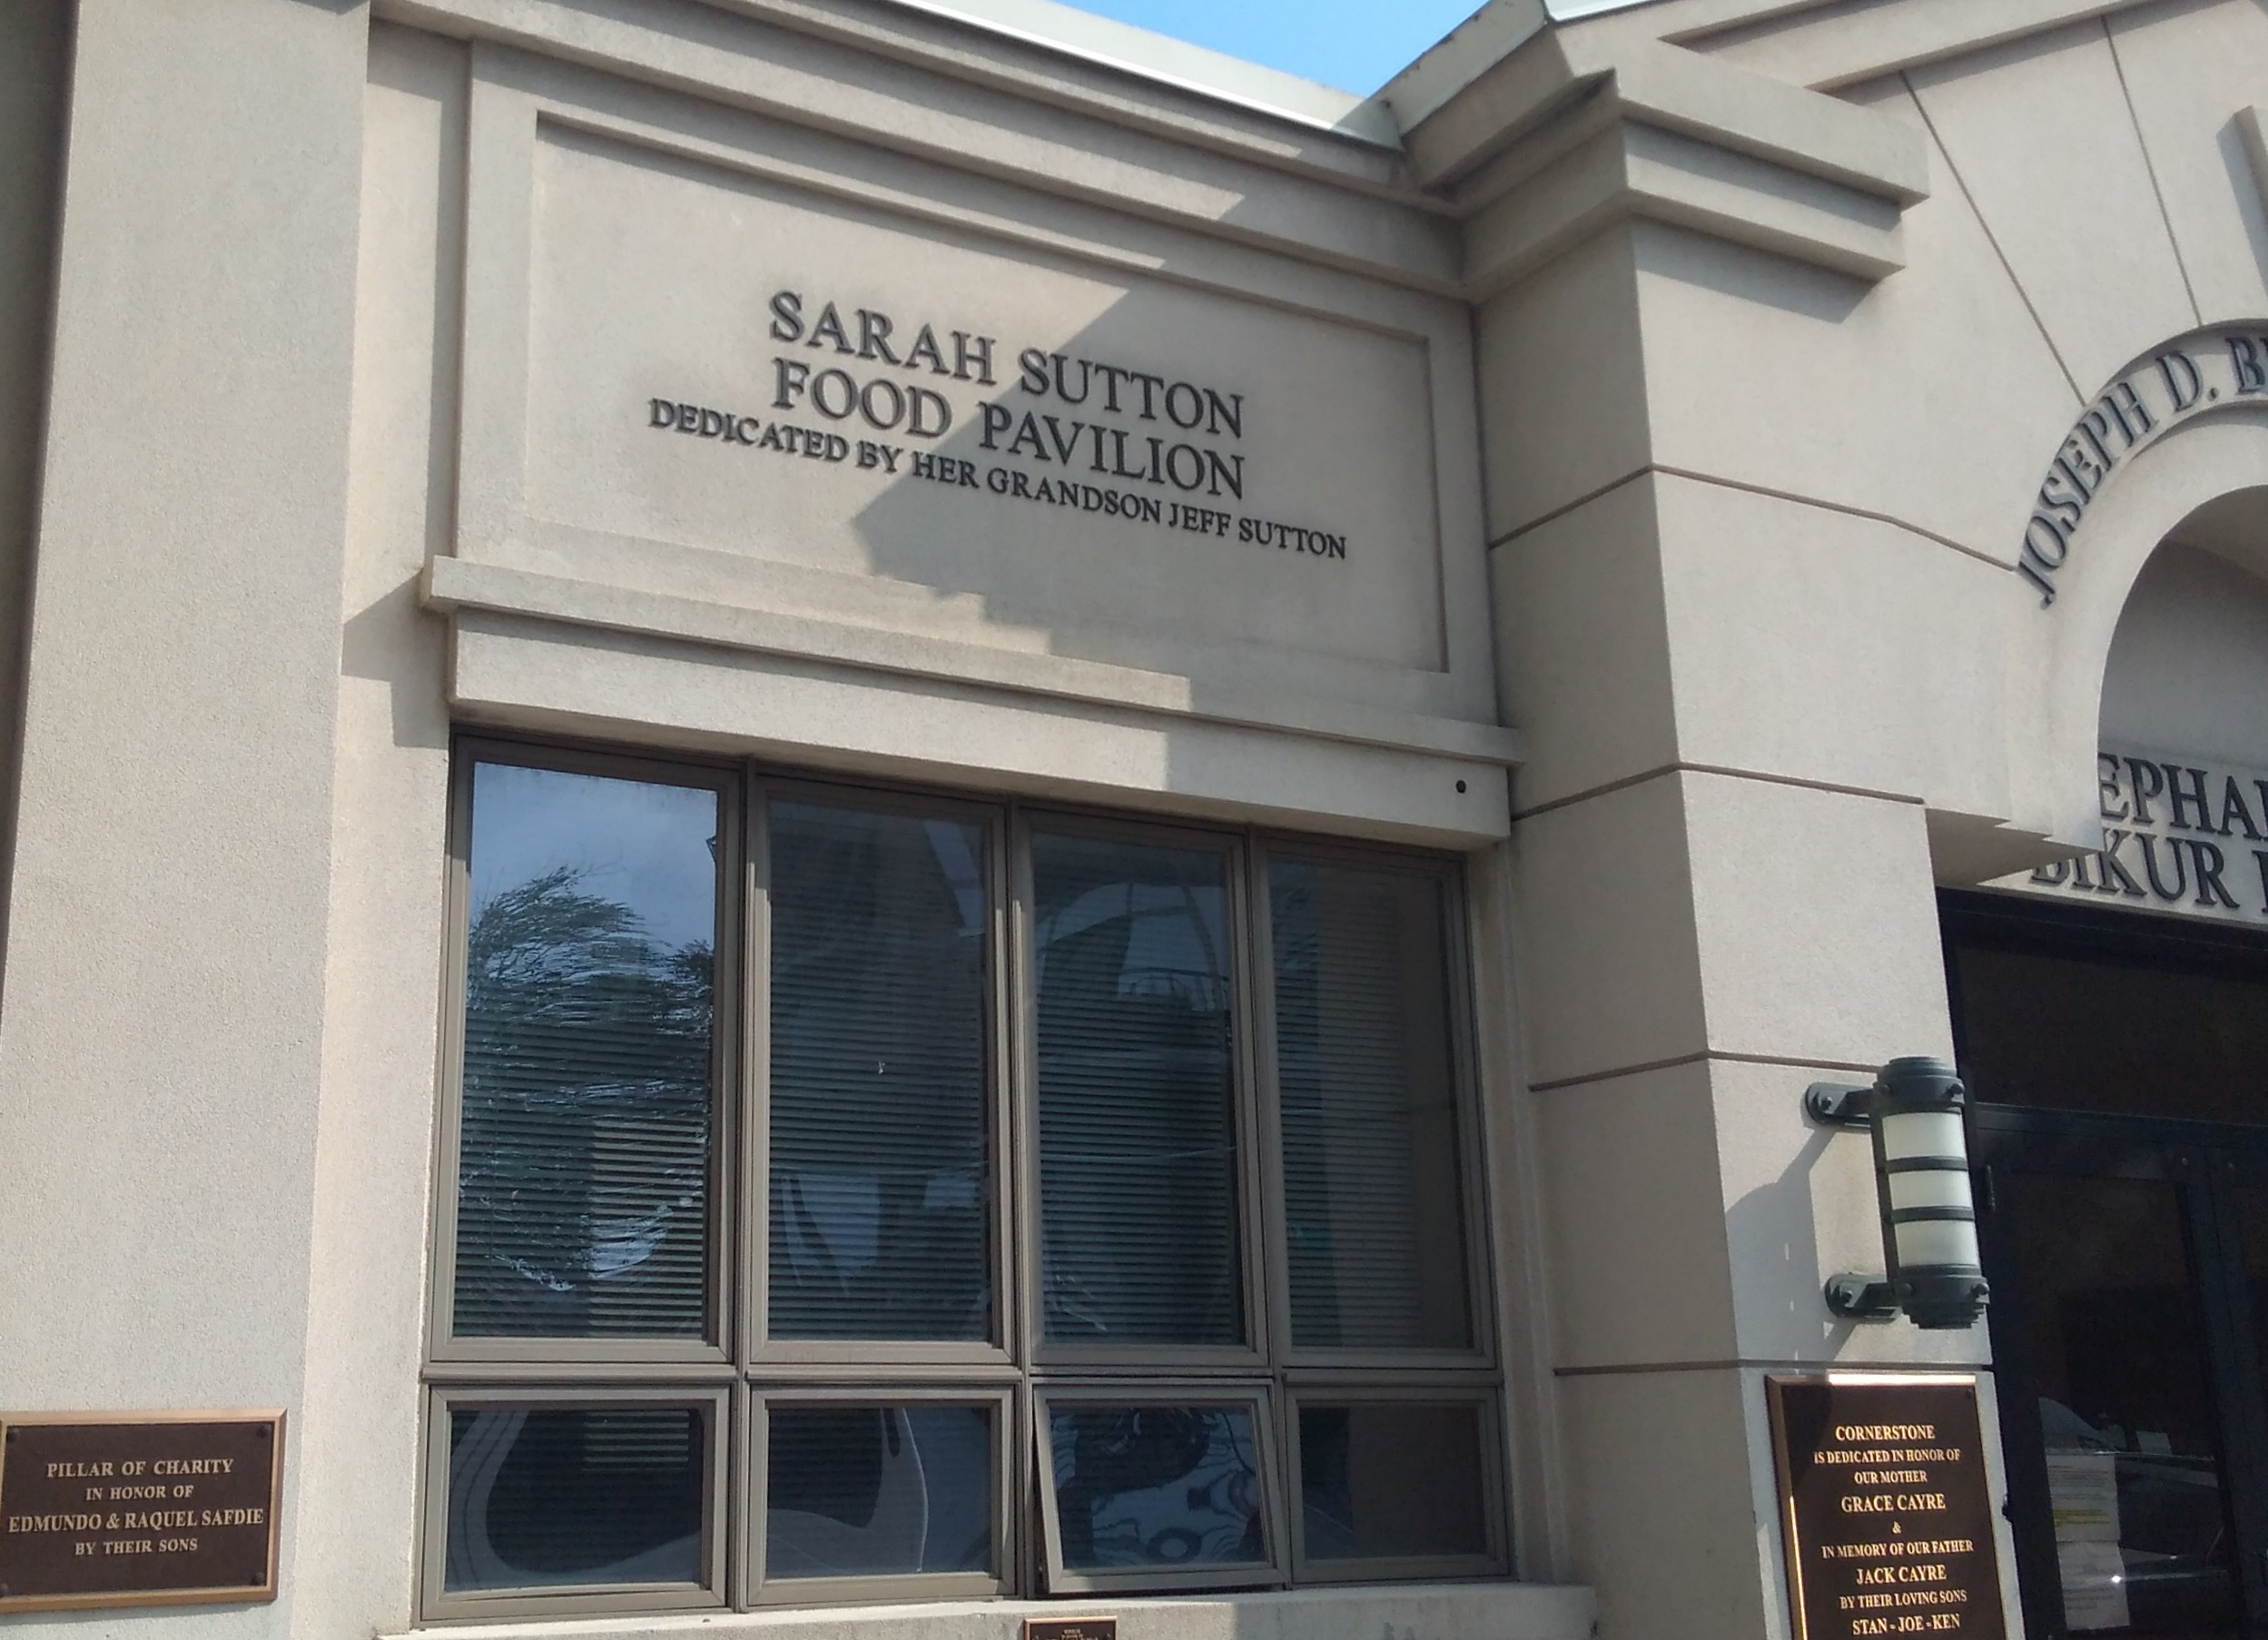 SARAH SUTTON
FOOD PAVILION
DEDICATED BY HER GRANDSON JEFF SUTTON
JOSEPH D.
BIKUR
PILLAR OF CHARITY
IN HONOR OF
EDMUNDO & RAQUEL SAFDIE
BY THEIR SONS
CORNERSTONE
IS DEDICATED IN HONOR OF
OUR MOTHER
GRACE CAYRE
&
IN MEMORY OF OUR FATHER
JACK CAYRE
BY THEIR LOVING SONS
STAN - JOE - KEN